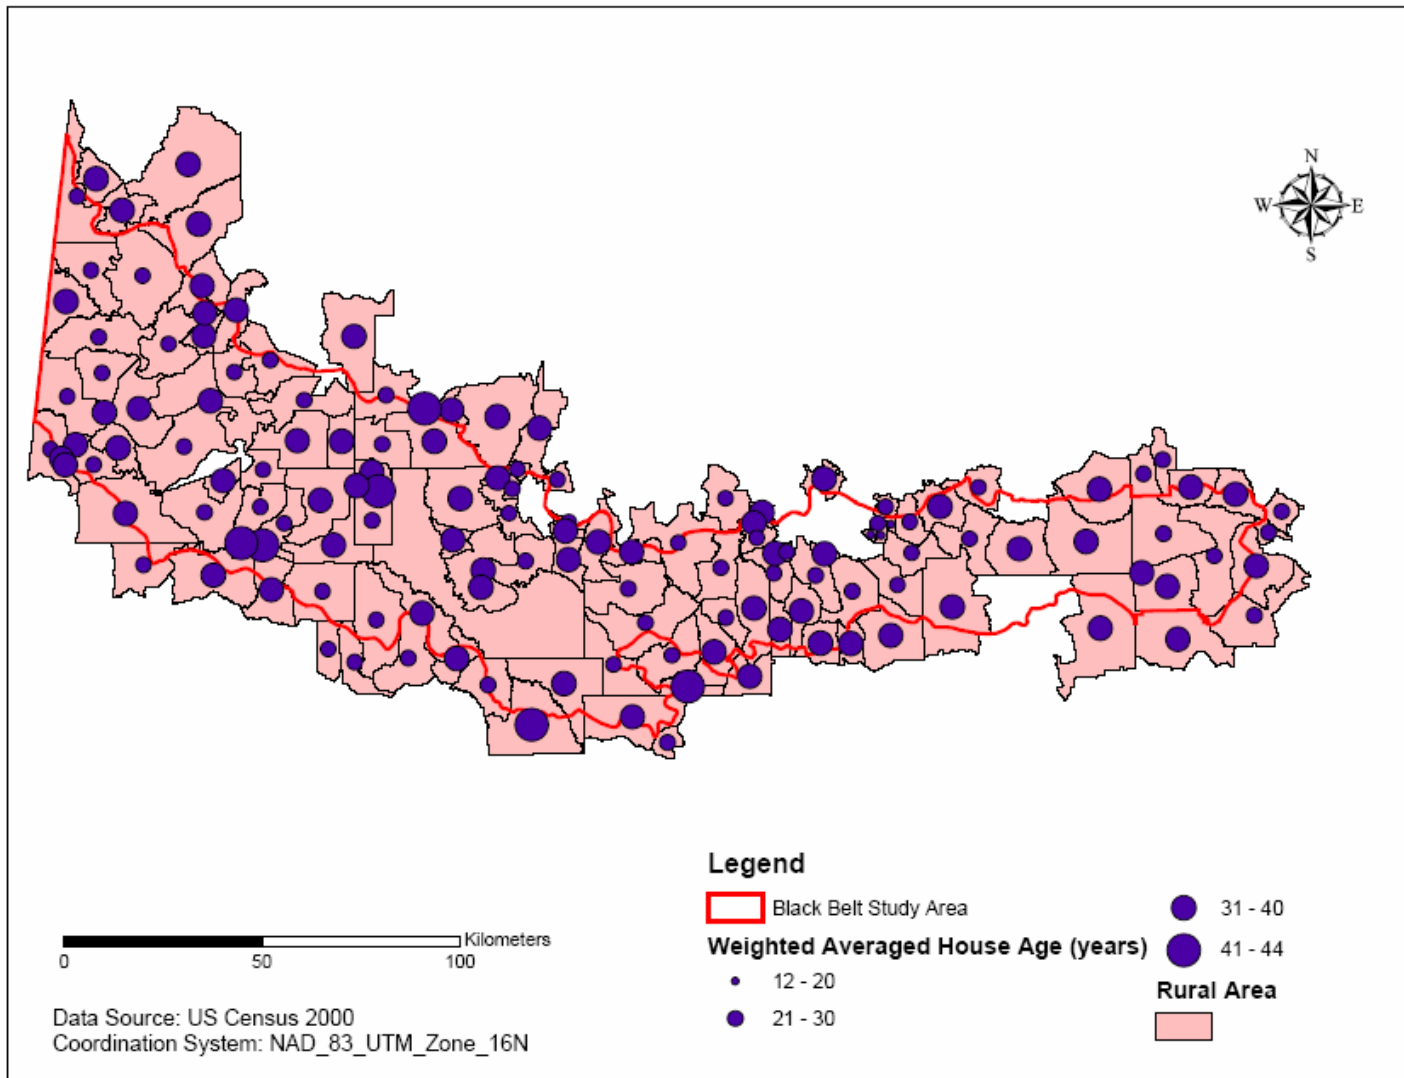 N
W E
S
Legend
Black Belt Study Area
Weighted Averaged House Age (years)
12 - 20
21 - 30
31 - 40
41 - 44
Rural Area
Kilometers
0 50 100
Data Source: US Census 2000
Coordination System: NAD_83_UTM_Zone_16N